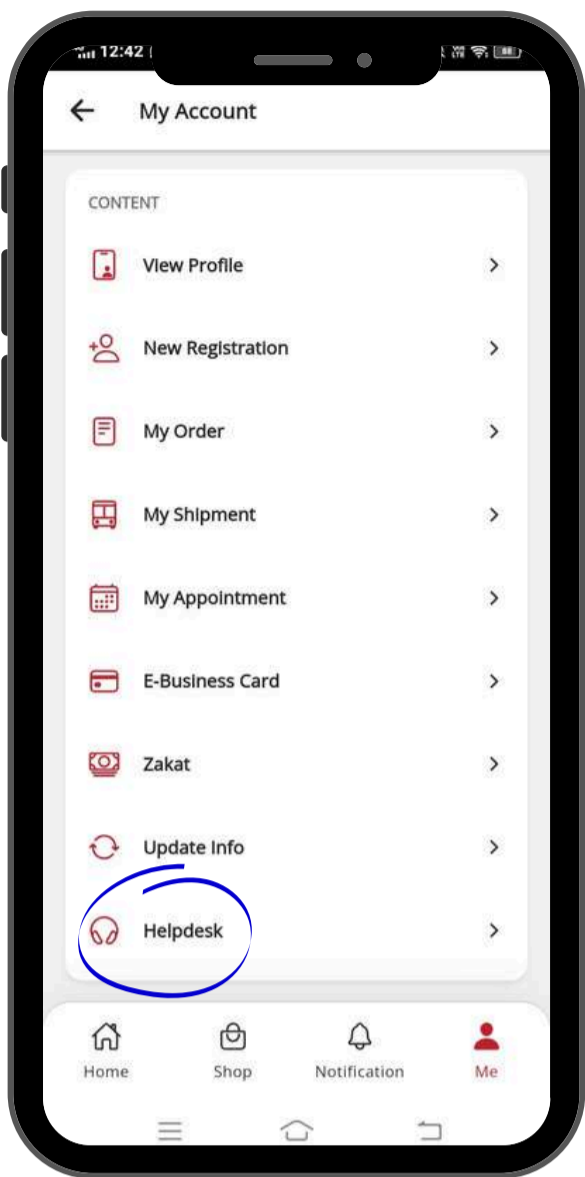 12:42
My Account
CONTENT
View Profile
New Registration
My Order
My Shipment
My Appointment
E-Business Card
Zakat
Update Info
Helpdesk
Home Shop Notification Me